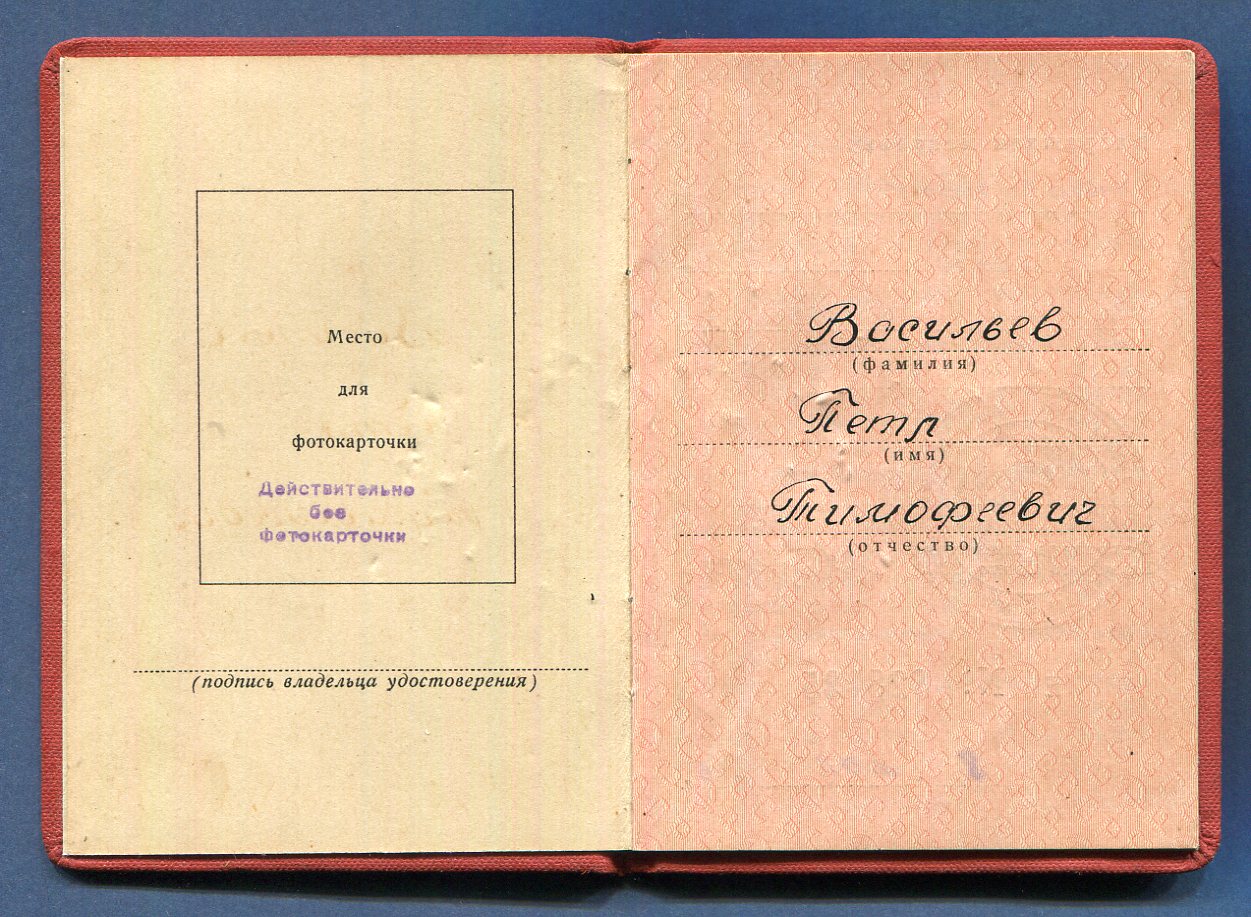 Место
для
фотокарточки
Действительно
без
фотокарточки
(подпись владельца удостоверения)
Васильев
(фамилия)
Петр
(имя)
Тимофеевич
(отчество)